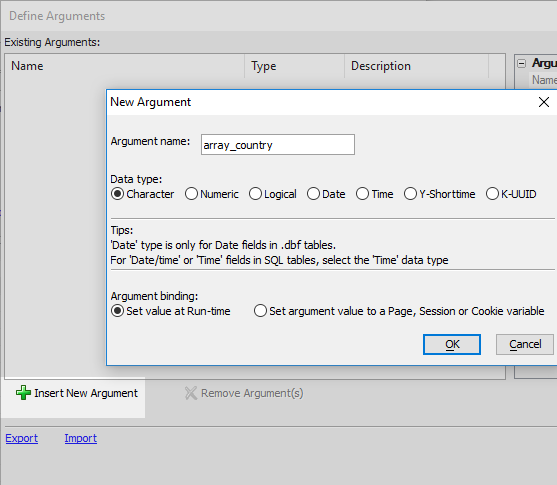 Define Arguments
Existing Arguments:
Name Type Description
Argu
Name
New Argument
Argument name: array_country
Data type:
Character Numeric Logical Date Time Y-Shorttime K-UUID
Tips:
'Date' type is only for Date fields in .dbf tables.
For 'Date/time' or 'Time' fields in SQL tables, select the 'Time' data type
Argument binding:
Set value at Run-time Set argument value to a Page, Session or Cookie variable
OK Cancel
Insert New Argument Remove Argument(s)
Export Import